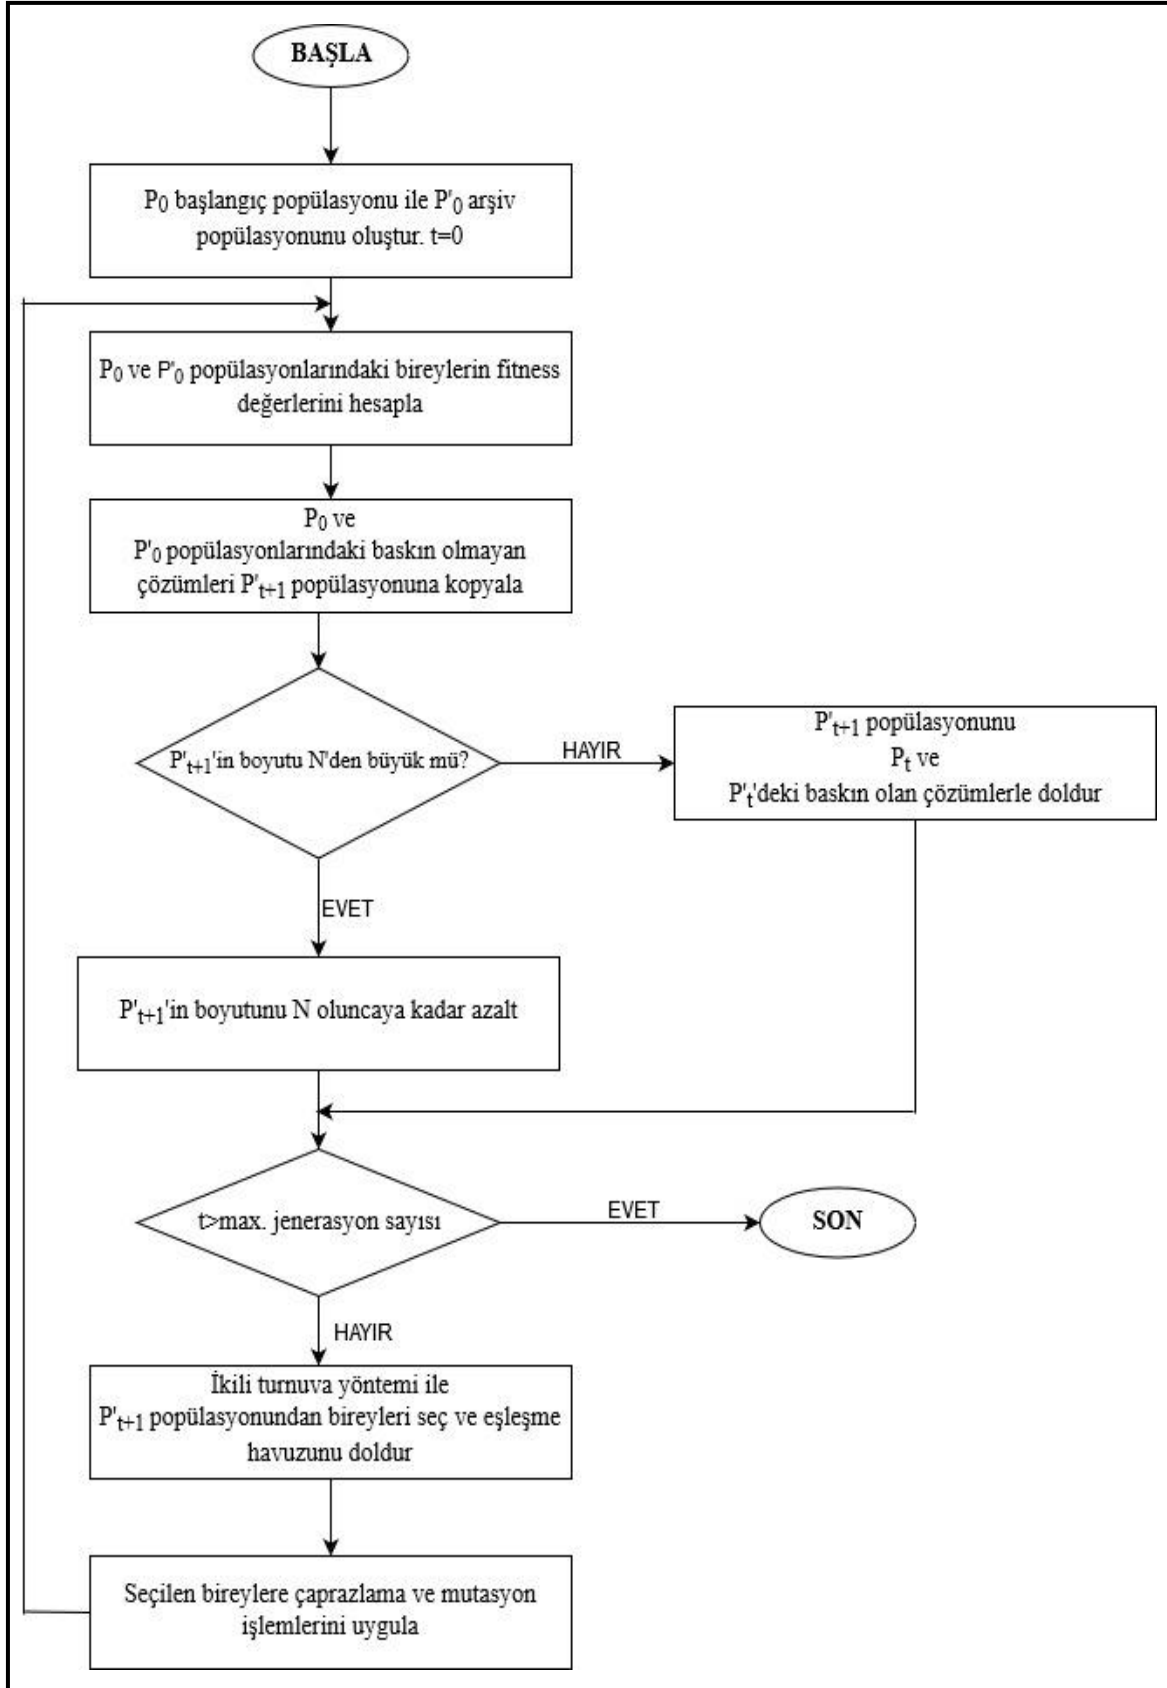 BAŞLA
P0 başlangıç popülasyonu ile P'0 arşiv
popülasyonunu oluştur. t=0
P0 ve P'0 popülasyonlarındaki bireylerin fitness
değerlerini hesapla
P0 ve
P'0 popülasyonlarındaki baskın olmayan
çözümleri P't+1 popülasyonuna kopyala
P't+1'in boyutu N'den büyük mü?
HAYIR
P't+1 popülasyonunu
Pt ve
P't'deki baskın olan çözümlerle doldur
EVET
P't+1'in boyutunu N oluncaya kadar azalt
t>max. jenerasyon sayısı
EVET
SON
HAYIR
İkili turnuva yöntemi ile
P't+1 popülasyonundan bireyleri seç ve eşleşme
havuzunu doldur
Seçilen bireylere çaprazlama ve mutasyon
işlemlerini uygula